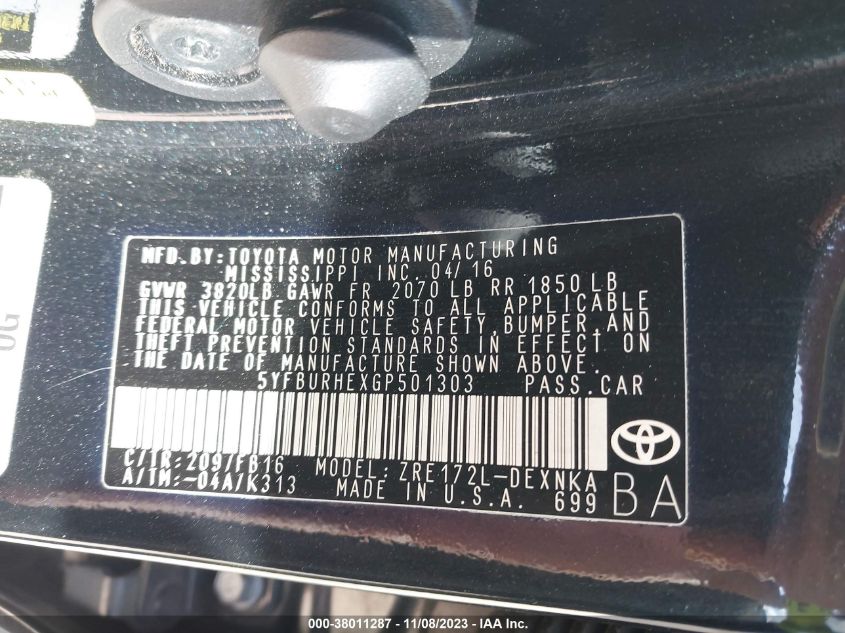 MFD.BY:TOYOTA MOTOR MANUFACTURING
MISSISSIPPI INC. 04/16
GVWR 3820LB GAWR FR 2070 LB RR 1850 LB
THIS VEHICLE CONFORMS TO ALL APPLICABLE
FEDERAL MOTOR VEHICLE SAFETY,BUMPER,AND
THEFT PREVENTION STANDARDS IN EFFECT ON
THE DATE OF MANUFACTURE SHOWN ABOVE.
5YFBURHEXGP501303 PASS.CAR
C/TR:209/FB16 MODEL:ZRE172L-DEXNKA
A/TM:-04A/K313 MADE IN U.S.A. 699 BA
OG
000-38011287 - 11/08/2023 - IAA Inc.